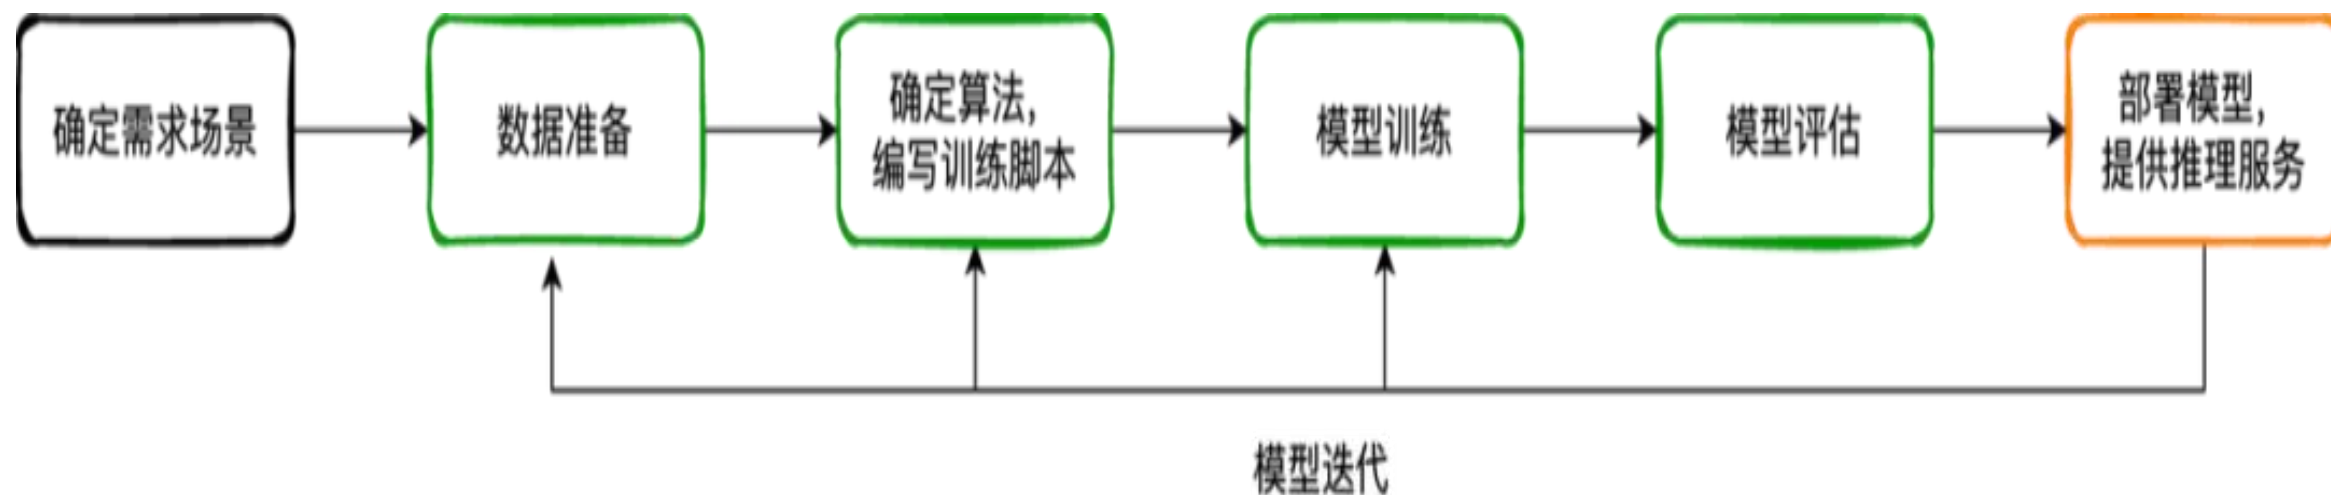 确定需求场景
数据准备
确定算法,
编写训练脚本
模型训练
模型评估
部署模型,
提供推理服务
模型迭代